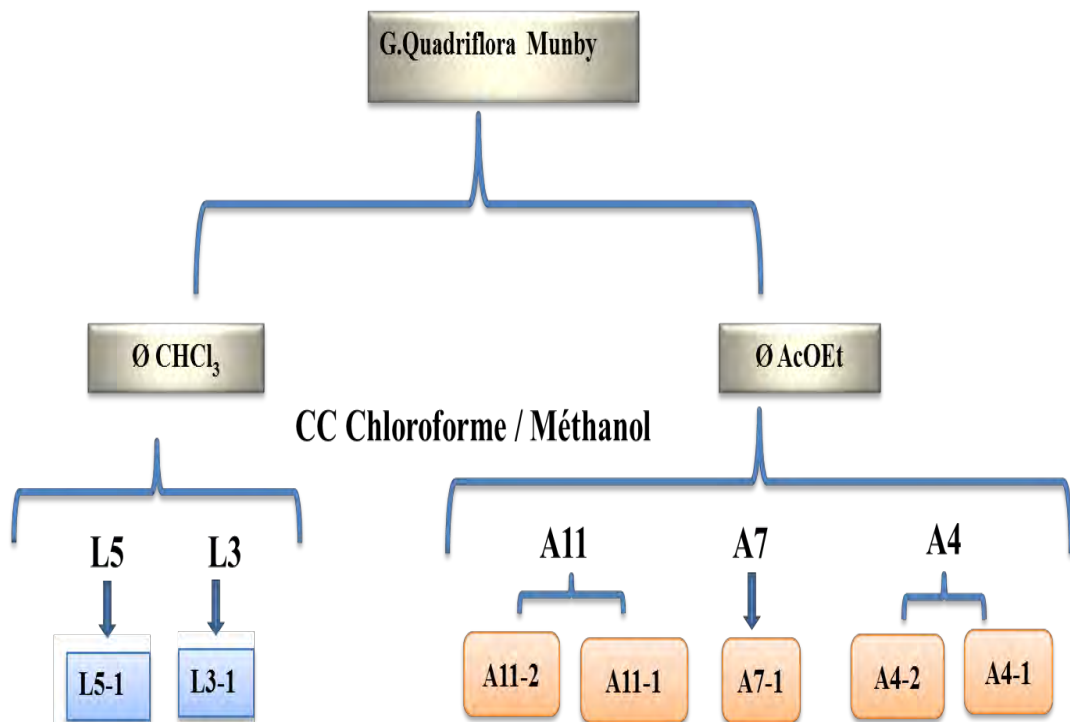 G.Quadriflora Munby
Ø CHCl₃
Ø AcOEt
CC Chloroforme / Méthanol
L5
L3
A11
A7
A4
L5-1
L3-1
A11-2
A11-1
A7-1
A4-2
A4-1